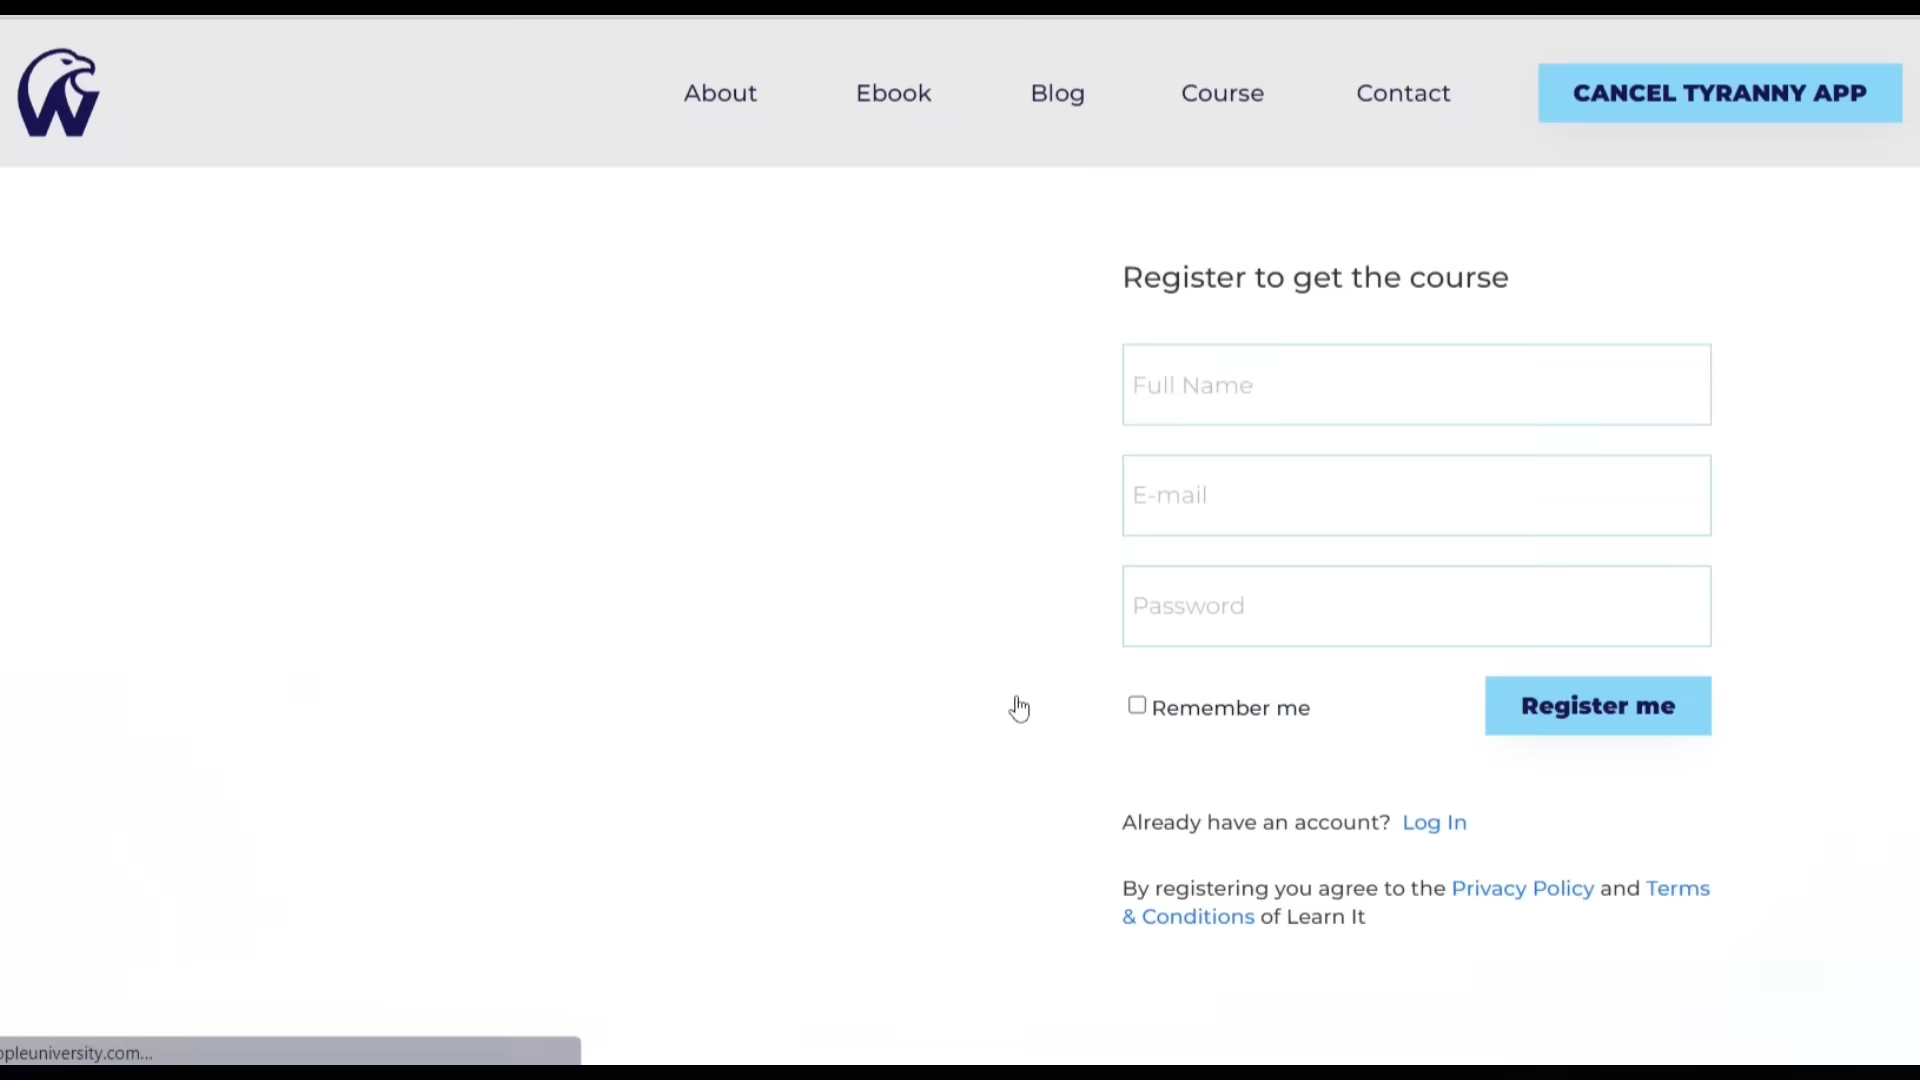 About Ebook Blog Course Contact CANCEL TYRANNY APP
Register to get the course
Full Name
E-mail
Password
Remember me Register me
Already have an account? Log In
By registering you agree to the Privacy Policy and Terms
& Conditions of Learn It
opleuniversity.com...